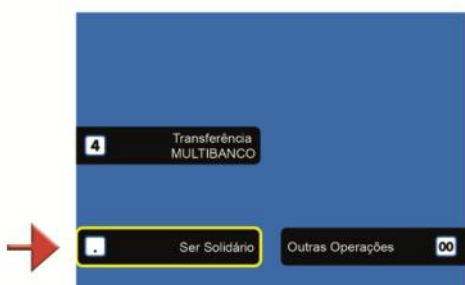 4
Transferência
MULTIBANCO
. Ser Solidário
Outras Operações 00